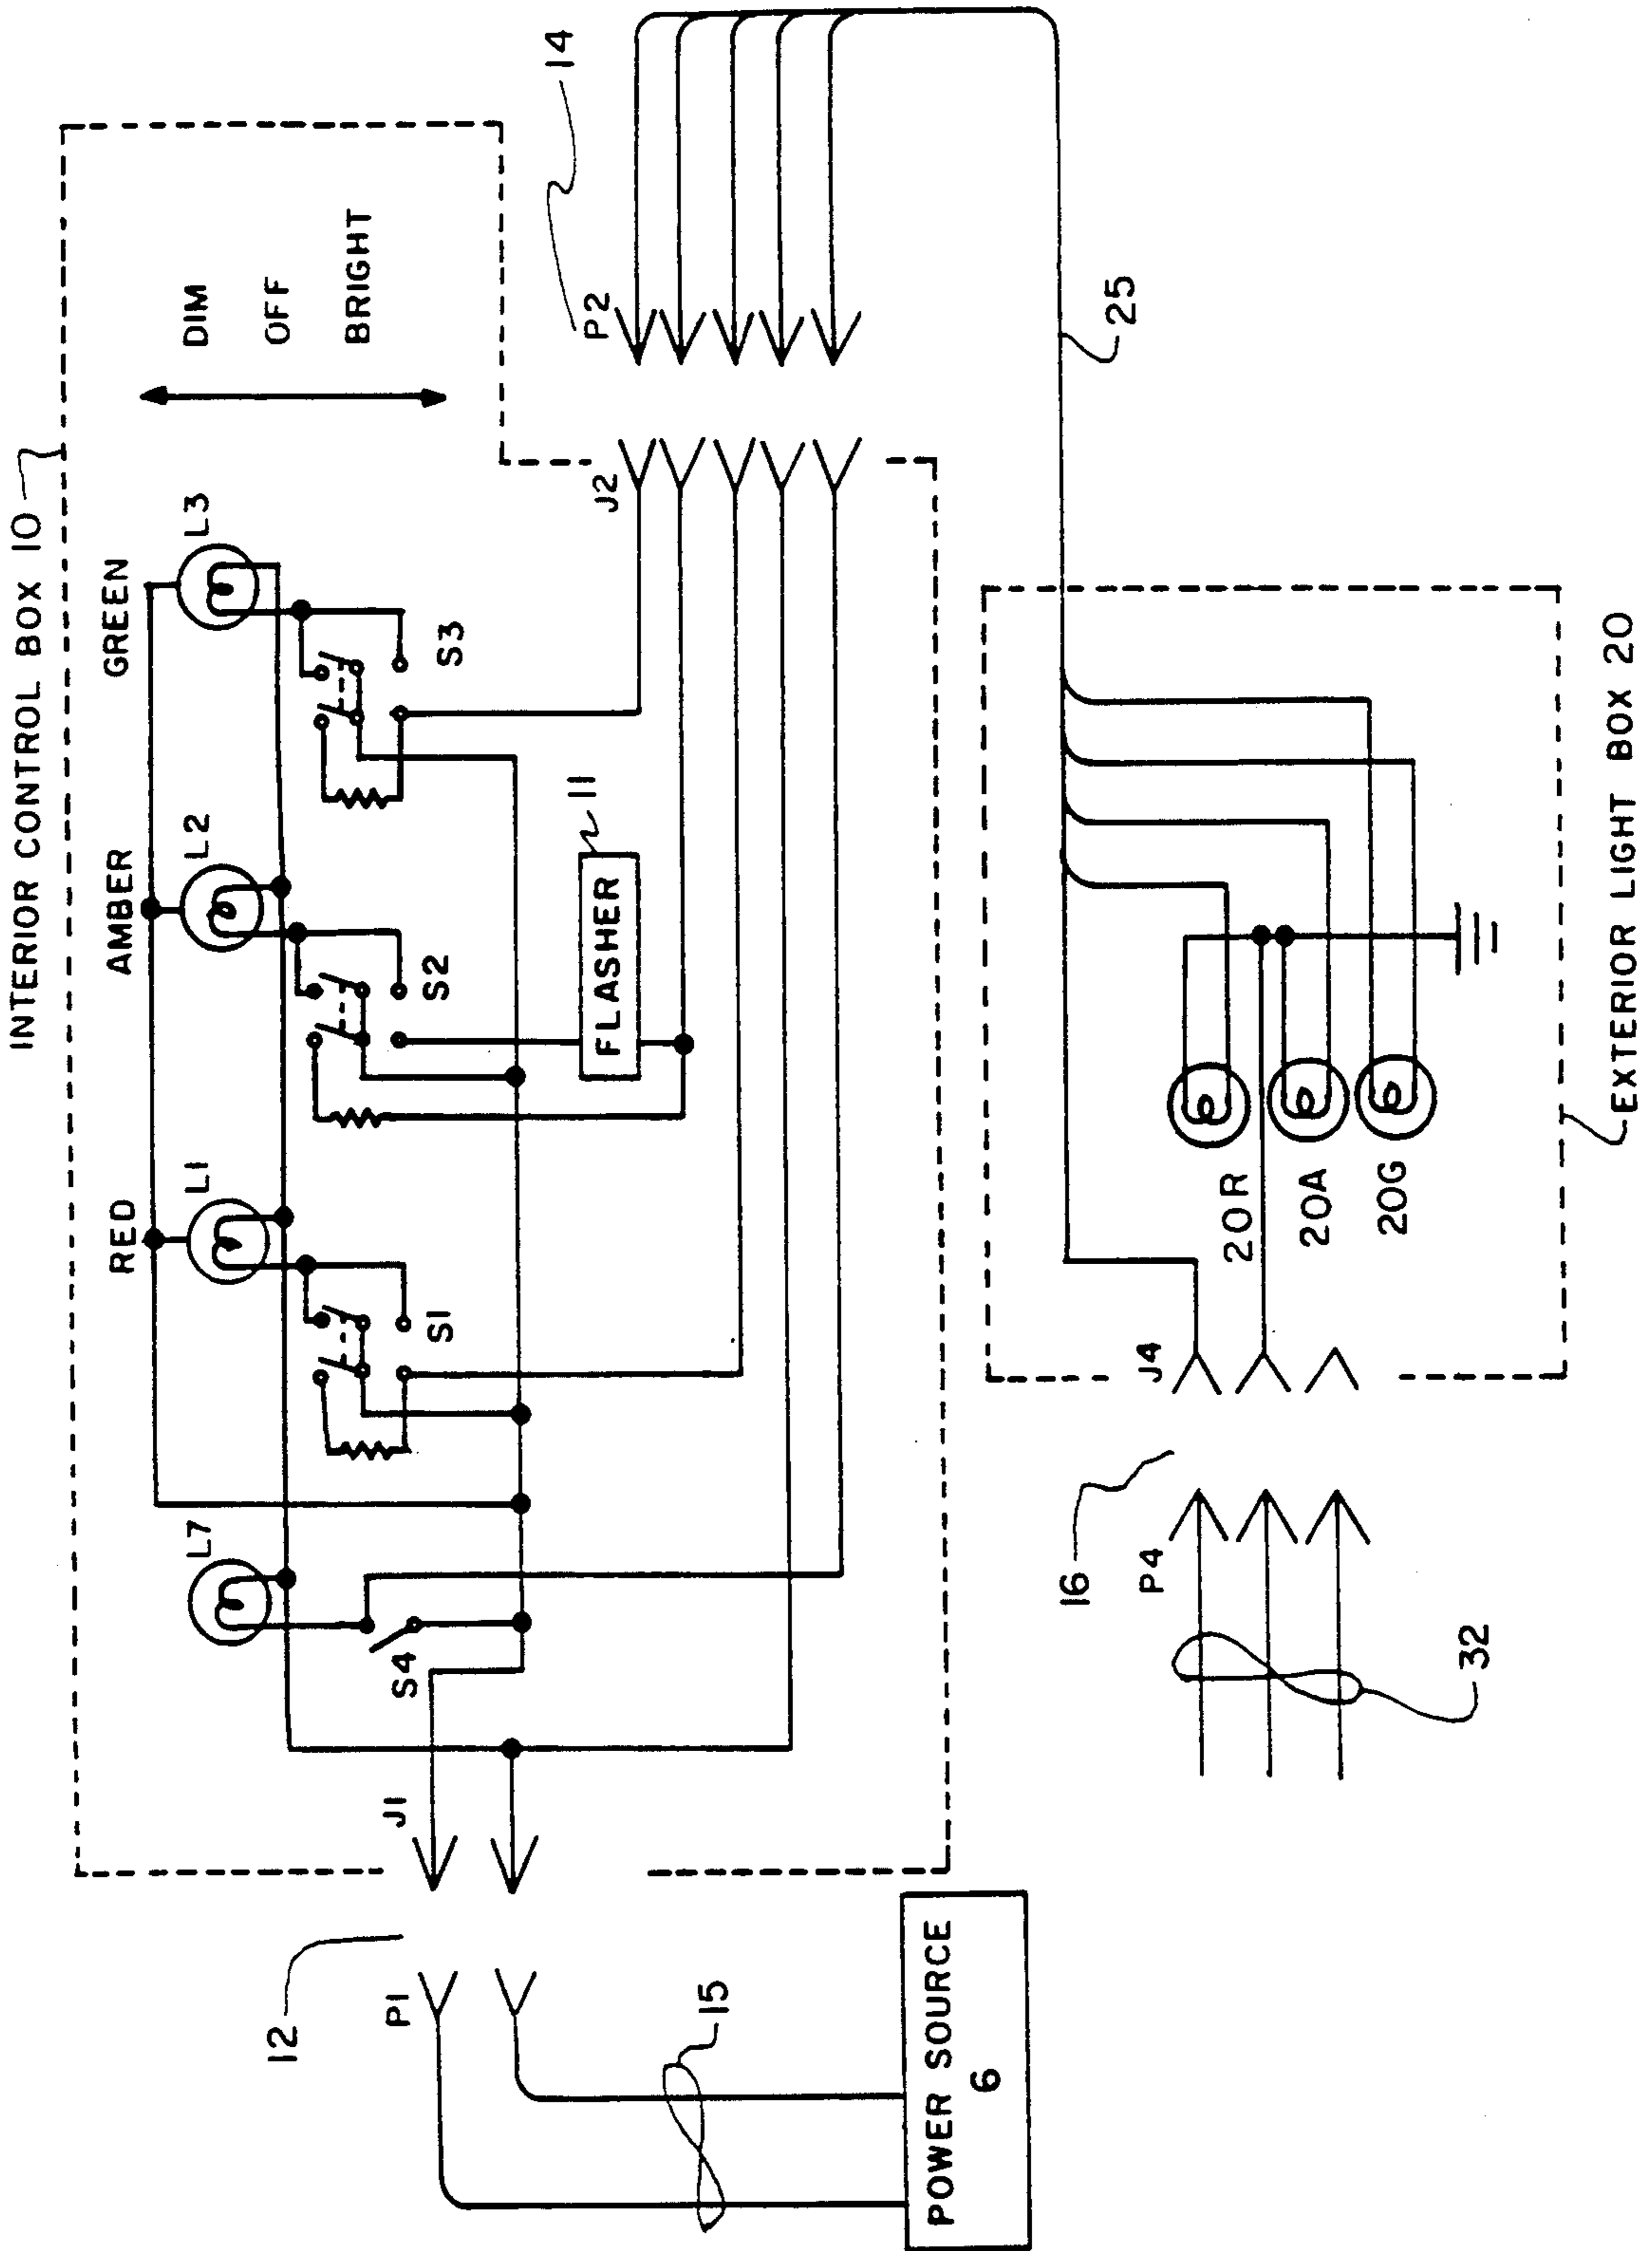 INTERIOR CONTROL BOX 10
RED
AMBER
GREEN
L7
L1
L2
L3
DIM
OFF
BRIGHT
S4
S1
S2
S3
FLASHER
11
J1
J2
P2
14
12
P1
15
POWER SOURCE
6
25
16
P4
J4
32
20R
20A
20G
EXTERIOR LIGHT BOX 20